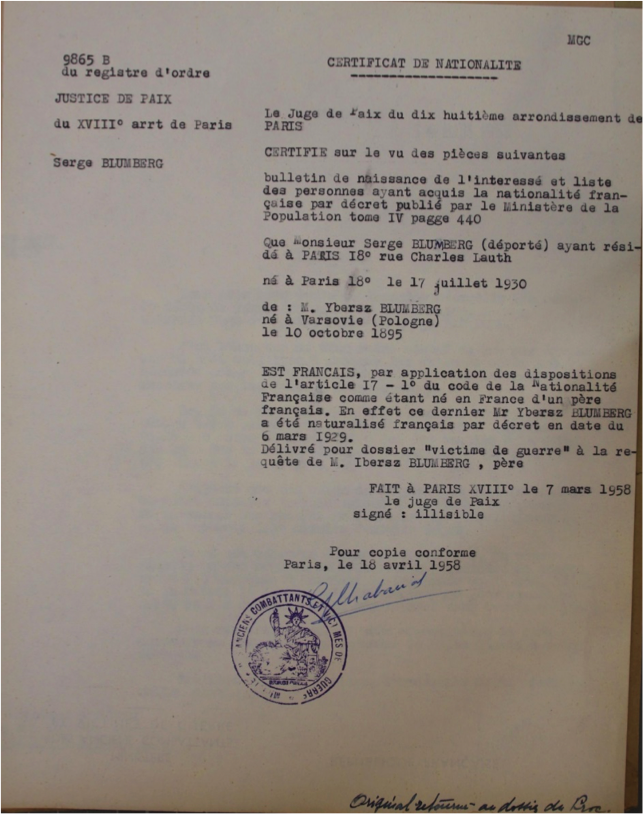 MGC
9865 B
du registre d'ordre
JUSTICE DE PAIX
du XVIII° arrt de Paris
Serge BLUMBERG
CERTIFICAT DE NATIONALITE
Le Juge de Paix du dix huitième arrondissement de
PARIS
CERTIFIE sur le vu des pièces suivantes
bulletin de naissance de l'interessé et liste
des personnes ayant acquis la nationalité fran-
çaise par décret publié par le Ministère de la
Population tome IV pagge 440
Que Monsieur Serge BLUMBERG (déporté) ayant rési-
dé à PARIS I8° rue Charles Lauth
né à Paris 18° le 17 juillet 1930
de : M. Ybersz BLUMBERG
né à Varsovie (Pologne)
le 10 octobre 1895
EST FRANCAIS, par application des dispositions
de l'article I7 - 1° du code de la Nationalité
Française comme étant né en France d'un père
français. En effet ce dernier Mr Ybersz BLUMBERG
a été naturalisé français par décret en date du
6 mars I929.
Délivré pour dossier "victime de guerre" à la re-
quête de M. Ibersz BLUMBERG , père
FAIT à PARIS XVIII° le 7 mars 1958
le juge de Paix
signé : illisible
Pour copie conforme
Paris, le 18 avril 1958
ANCIENS COMBATTANTS ET VICTIMES DE GUERRE
Original retourné au dossier de